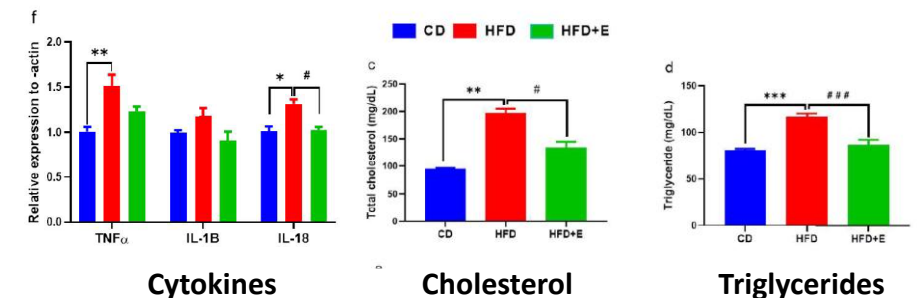 f
CD HFD HFD+E
Relative expression to -actin
2.0
1.5
1.0
0.5
0.0
** * #
TNFα IL-1B IL-18
c
Total cholesterol (mg/dL)
250
200
150
100
50
0
** #
CD HFD HFD+E
d
Triglyceride (mg/dL)
150
100
50
0
*** ###
CD HFD HFD+E
Cytokines Cholesterol Triglycerides